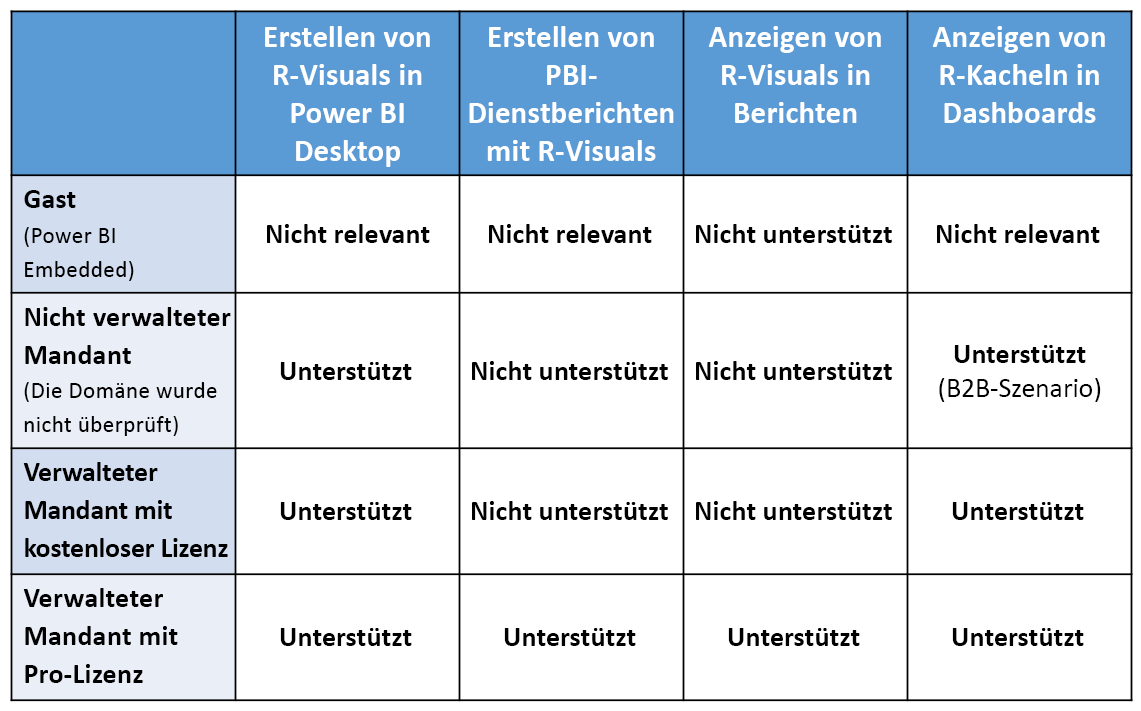 Erstellen von
R-Visuals in
Power BI
Desktop
Erstellen von
PBI-
Dienstberichten
mit R-Visuals
Anzeigen von
R-Visuals in
Berichten
Anzeigen von
R-Kacheln in
Dashboards
Gast
(Power BI
Embedded)
Nicht relevant
Nicht relevant
Nicht unterstützt
Nicht relevant
Nicht verwalteter
Mandant
(Die Domäne wurde
nicht überprüft)
Unterstützt
Nicht unterstützt
Nicht unterstützt
Unterstützt
(B2B-Szenario)
Verwalteter
Mandant mit
kostenloser Lizenz
Unterstützt
Nicht unterstützt
Nicht unterstützt
Unterstützt
Verwalteter
Mandant mit
Pro-Lizenz
Unterstützt
Unterstützt
Unterstützt
Unterstützt